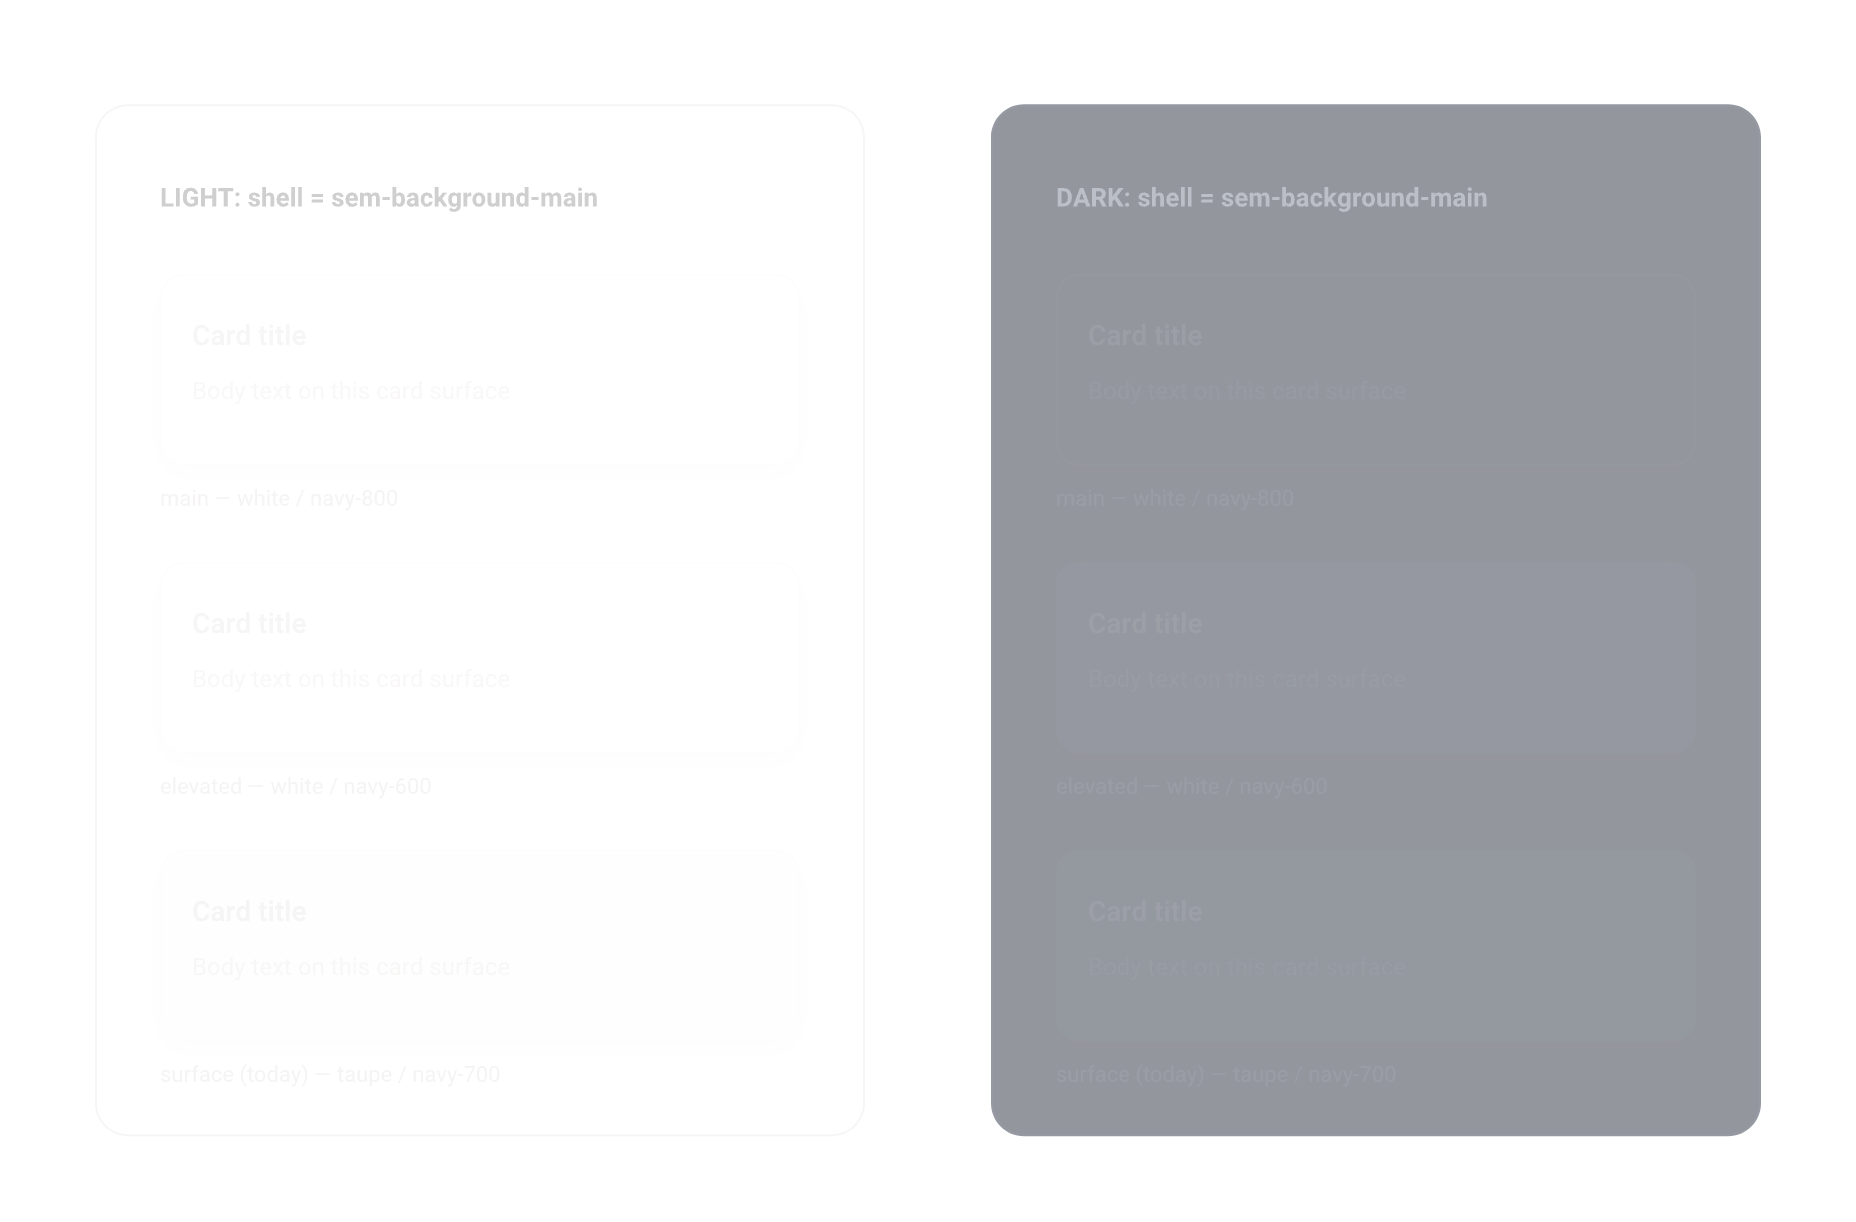 LIGHT: shell = sem-background-main
Card title
Body text on this card surface
main — white / navy-800
Card title
Body text on this card surface
elevated — white / navy-600
Card title
Body text on this card surface
surface (today) — taupe / navy-700
DARK: shell = sem-background-main
Card title
Body text on this card surface
main — white / navy-800
Card title
Body text on this card surface
elevated — white / navy-600
Card title
Body text on this card surface
surface (today) — taupe / navy-700